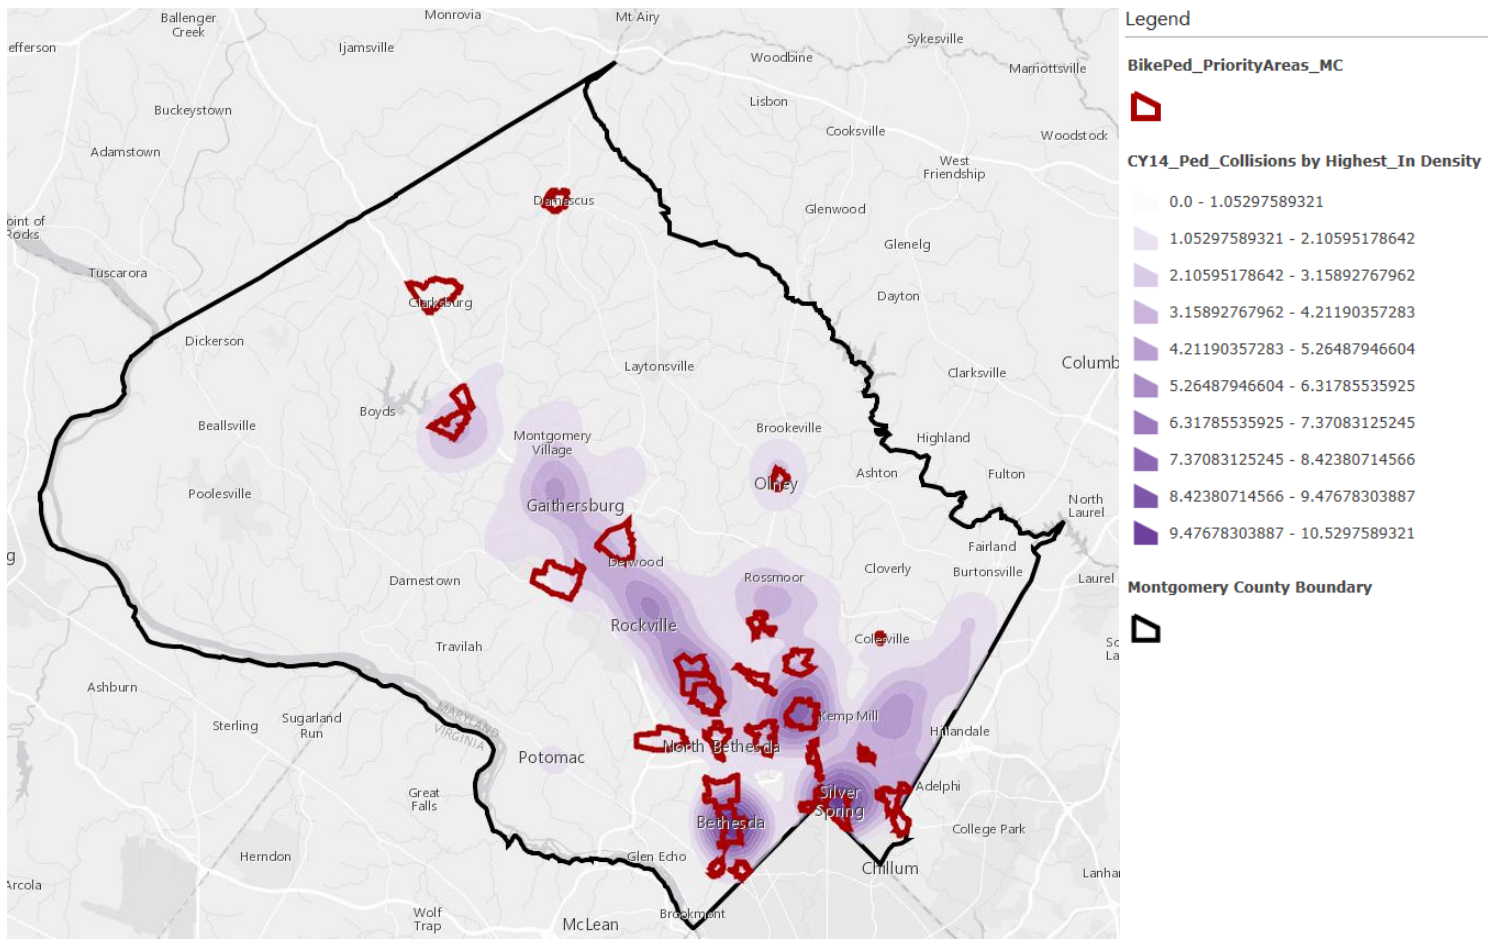 Ballenger
Creek
Monrovia
Mt Airy
efferson
Ijamsville
Sykesville
Woodbine
Marriottsville
Buckeystown
Lisbon
Cooksville
Woodstock
Adamstown
West
Friendship
Damascus
Glenwood
oint of
Rocks
Glenelg
Tuscarora
Clarksburg
Dayton
Dickerson
Laytonsville
Columb
Clarksville
Boyds
Beallsville
Montgomery
Village
Brookeville
Highland
Ashton
Fulton
Olney
Poolesville
Gaithersburg
North
Laurel
g
Fairland
Derwood
Cloverly
Burtonsville
Darnestown
Rossmoor
Laurel
Rockville
Colesville
Travilah
So
La
Ashburn
MARYLAND
VIRGINIA
Sterling
Sugarland
Run
Kemp Mill
Hillandale
North Bethesda
Potomac
Great
Falls
Silver
Spring
Adelphi
Bethesda
College Park
Herndon
Glen Echo
Chillum
Lanha
Arcola
Wolf
Trap
McLean
Brookmont
Legend
BikePed_PriorityAreas_MC
CY14_Ped_Collisions by Highest_In Density
0.0 - 1.05297589321
1.05297589321 - 2.10595178642
2.10595178642 - 3.15892767962
3.15892767962 - 4.21190357283
4.21190357283 - 5.26487946604
5.26487946604 - 6.31785535925
6.31785535925 - 7.37083125245
7.37083125245 - 8.42380714566
8.42380714566 - 9.47678303887
9.47678303887 - 10.5297589321
Montgomery County Boundary